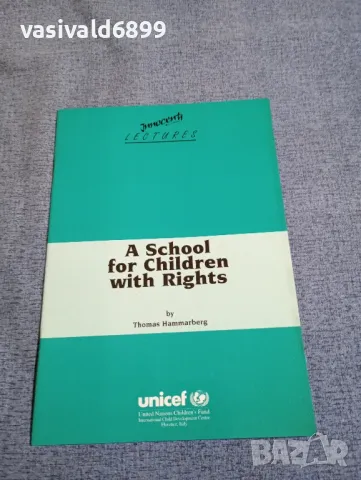 vasivald6899
Innocenti
LECTURES
A School
for Children
with Rights
by
Thomas Hammarberg
unicef
United Nations Children's Fund
International Child Development Centre
Florence, Italy
BAZAR